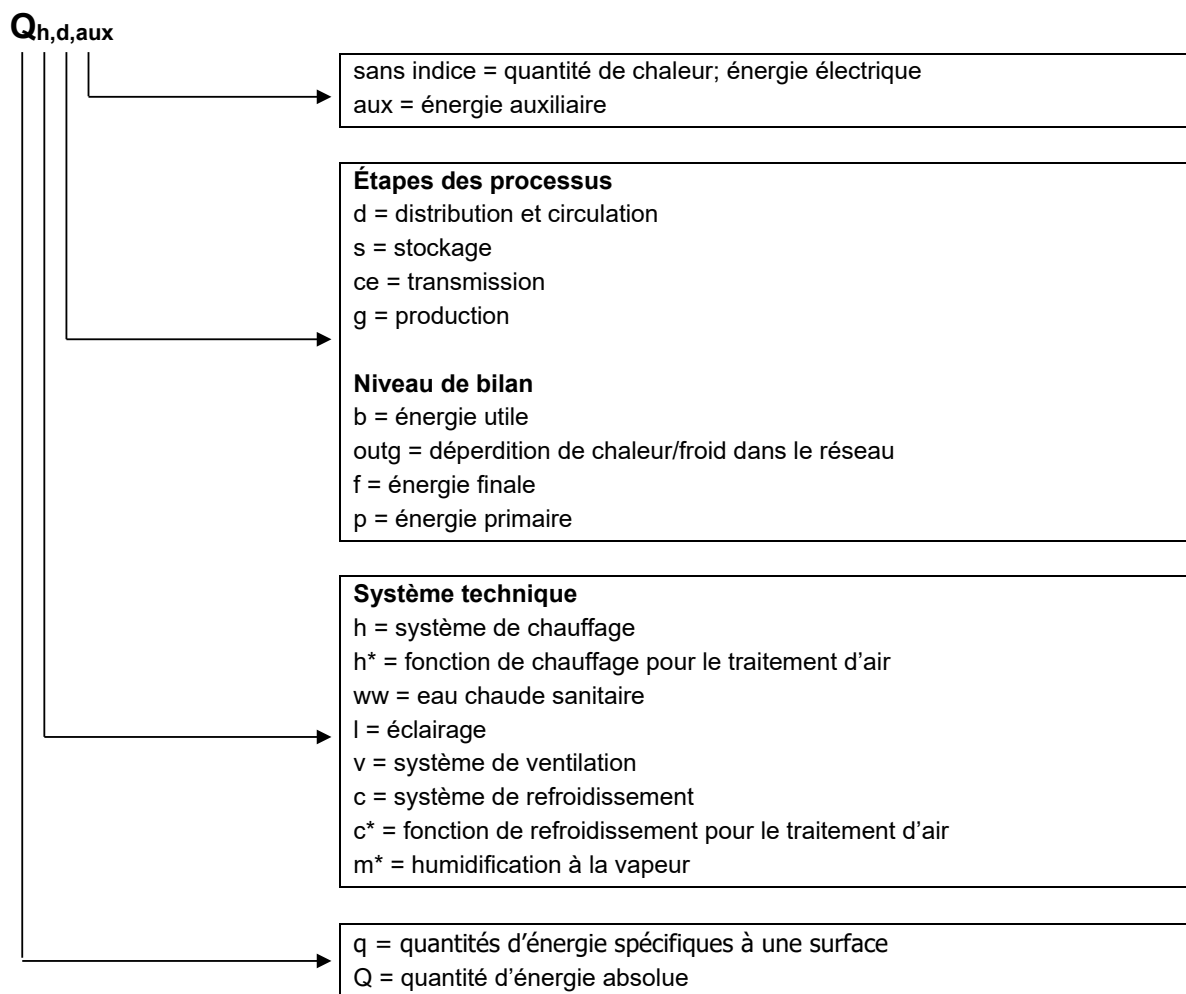 Qh,d,aux
sans indice = quantité de chaleur; énergie électrique
aux = énergie auxiliaire
Étapes des processus
d = distribution et circulation
s = stockage
ce = transmission
g = production
Niveau de bilan
b = énergie utile
outg = déperdition de chaleur/froid dans le réseau
f = énergie finale
p = énergie primaire
Système technique
h = système de chauffage
h* = fonction de chauffage pour le traitement d'air
ww = eau chaude sanitaire
l = éclairage
v = système de ventilation
c = système de refroidissement
c* = fonction de refroidissement pour le traitement d'air
m* = humidification à la vapeur
q = quantités d'énergie spécifiques à une surface
Q = quantité d'énergie absolue